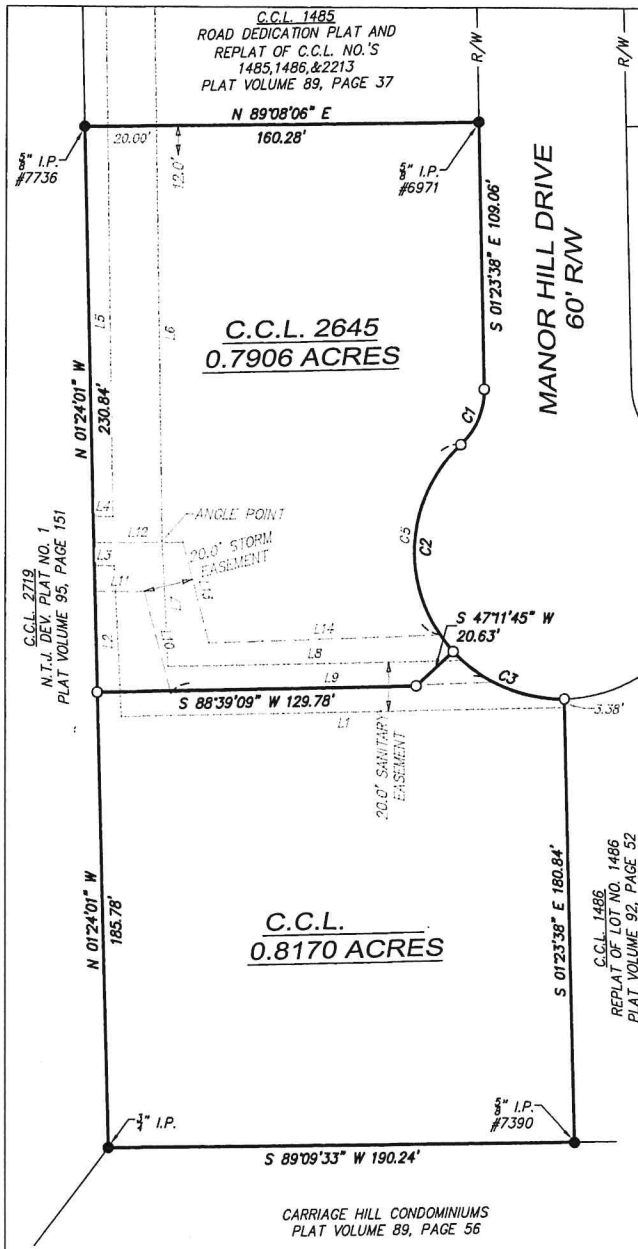 C.C.L. 1485
ROAD DEDICATION PLAT AND
REPLAT OF C.C.L. NO.'S
1485,1486,&2213
PLAT VOLUME 89, PAGE 37
R/W
R/W
N 89°08'06" E
160.28'
20.00'
12.0'
5/8" I.P.
#7736
5/8" I.P.
#6971
S 01°23'38" E 109.06'
MANOR HILL DRIVE
60' R/W
C.C.L. 2645
0.7906 ACRES
L5
L6
N 01°24'01" W
230.84'
C1
C2
C5
L4
L12
ANGLE POINT
20.0' STORM
EASEMENT
L3
L11
L2
L7
L10
L14
L8
L9
S 47°11'45" W
20.63'
C3
3.38'
S 88°39'09" W 129.78'
L1
20.0' SANITARY
EASEMENT
C.C.L. 2719
N.T.J. DEV. PLAT NO. 1
PLAT VOLUME 95, PAGE 151
N 01°24'01" W
185.78'
C.C.L.
0.8170 ACRES
S 01°23'38" E 180.84'
C.C.L. 1486
REPLAT OF LOT NO. 1486
PLAT VOLUME 92, PAGE 52
3/4" I.P.
5/8" I.P.
#7390
S 89°09'33" W 190.24'
CARRIAGE HILL CONDOMINIUMS
PLAT VOLUME 89, PAGE 56